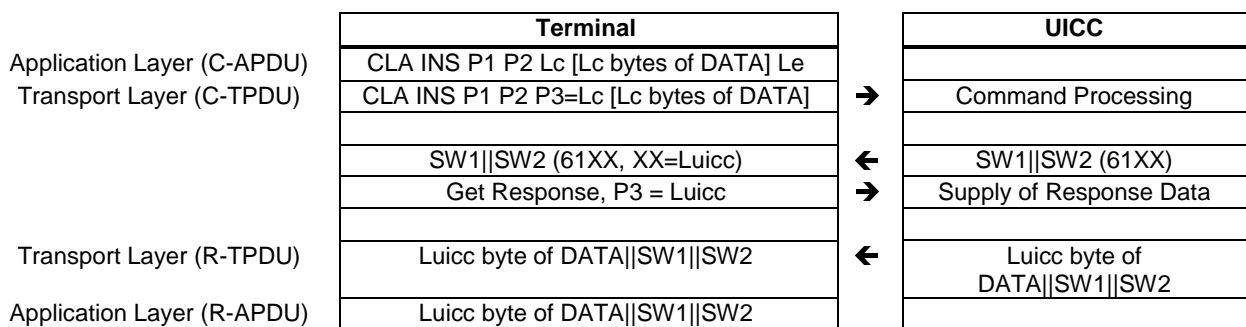 Terminal UICC
Application Layer (C-APDU) CLA INS P1 P2 Lc [Lc bytes of DATA] Le
Transport Layer (C-TPDU) CLA INS P1 P2 P3=Lc [Lc bytes of DATA] → Command Processing
SW1||SW2 (61XX, XX=Luicc) ← SW1||SW2 (61XX)
Get Response, P3 = Luicc → Supply of Response Data
Transport Layer (R-TPDU) Luicc byte of DATA||SW1||SW2 ← Luicc byte of
DATA||SW1||SW2
Application Layer (R-APDU) Luicc byte of DATA||SW1||SW2